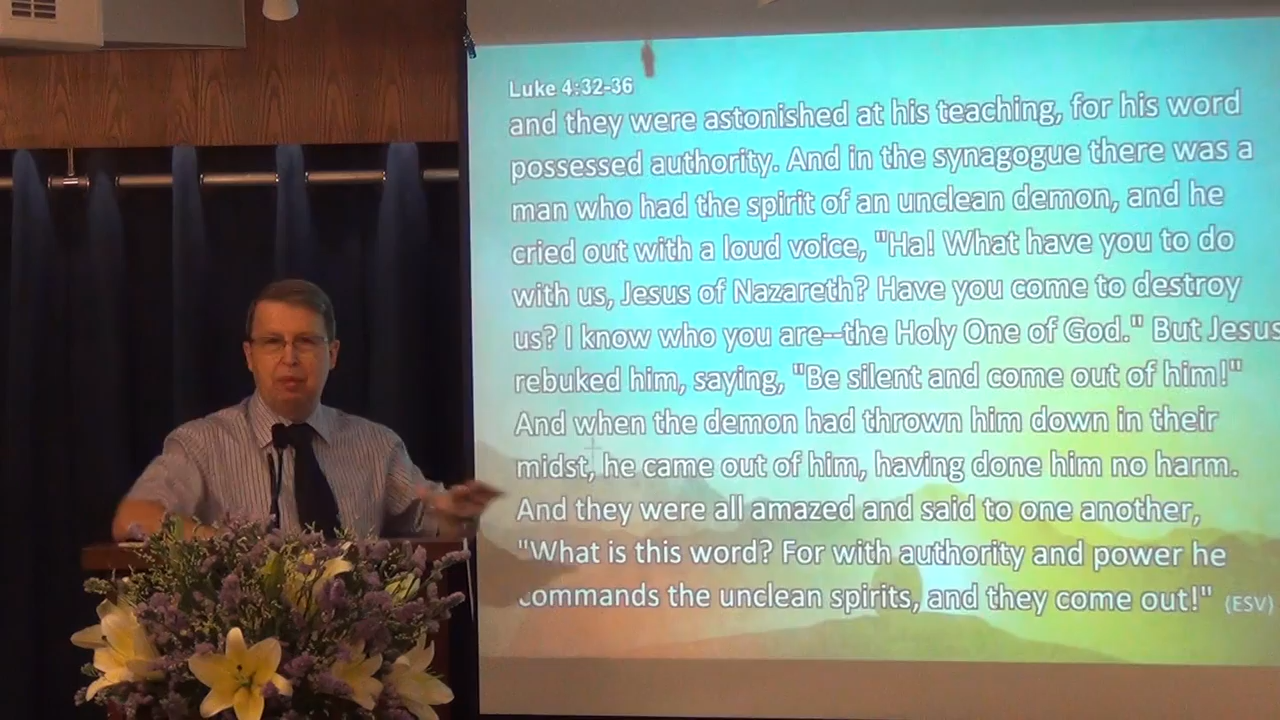 Luke 4:32-36
and they were astonished at his teaching, for his word
possessed authority. And in the synagogue there was a
man who had the spirit of an unclean demon, and he
cried out with a loud voice, "Ha! What have you to do
with us, Jesus of Nazareth? Have you come to destroy
us? I know who you are--the Holy One of God." But Jesus
rebuked him, saying, "Be silent and come out of him!"
And when the demon had thrown him down in their
midst, he came out of him, having done him no harm.
And they were all amazed and said to one another,
"What is this word? For with authority and power he
commands the unclean spirits, and they come out!" (ESV)